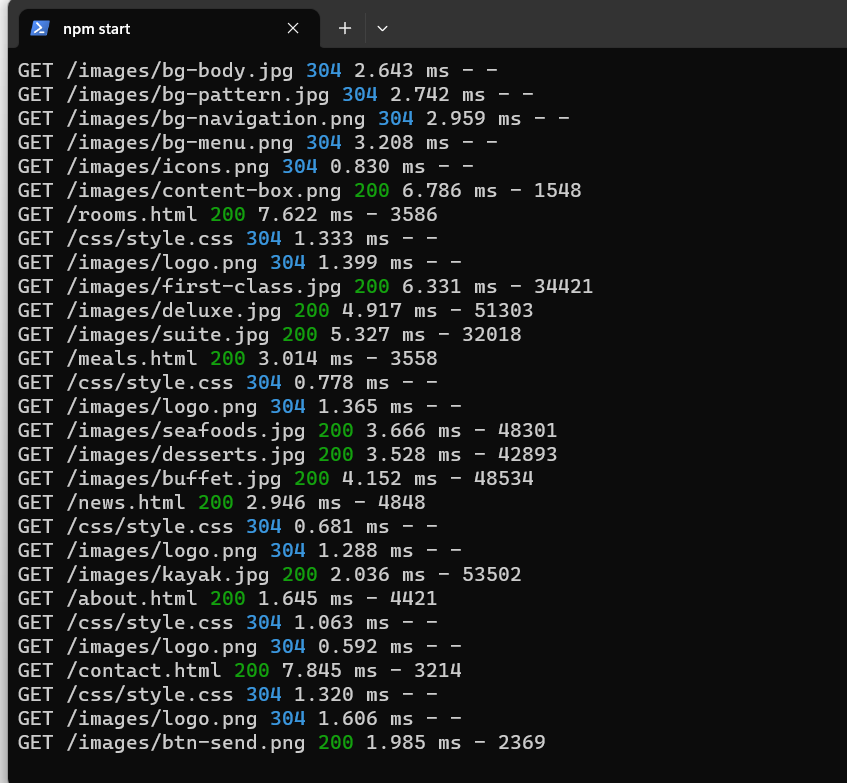 npm start
GET /images/bg-body.jpg 304 2.643 ms - -
GET /images/bg-pattern.jpg 304 2.742 ms - -
GET /images/bg-navigation.png 304 2.959 ms - -
GET /images/bg-menu.png 304 3.208 ms - -
GET /images/icons.png 304 0.830 ms - -
GET /images/content-box.png 200 6.786 ms - 1548
GET /rooms.html 200 7.622 ms - 3586
GET /css/style.css 304 1.333 ms - -
GET /images/logo.png 304 1.399 ms - -
GET /images/first-class.jpg 200 6.331 ms - 34421
GET /images/deluxe.jpg 200 4.917 ms - 51303
GET /images/suite.jpg 200 5.327 ms - 32018
GET /meals.html 200 3.014 ms - 3558
GET /css/style.css 304 0.778 ms - -
GET /images/logo.png 304 1.365 ms - -
GET /images/seafoods.jpg 200 3.666 ms - 48301
GET /images/desserts.jpg 200 3.528 ms - 42893
GET /images/buffet.jpg 200 4.152 ms - 48534
GET /news.html 200 2.946 ms - 4848
GET /css/style.css 304 0.681 ms - -
GET /images/logo.png 304 1.288 ms - -
GET /images/kayak.jpg 200 2.036 ms - 53502
GET /about.html 200 1.645 ms - 4421
GET /css/style.css 304 1.063 ms - -
GET /images/logo.png 304 0.592 ms - -
GET /contact.html 200 7.845 ms - 3214
GET /css/style.css 304 1.320 ms - -
GET /images/logo.png 304 1.606 ms - -
GET /images/btn-send.png 200 1.985 ms - 2369